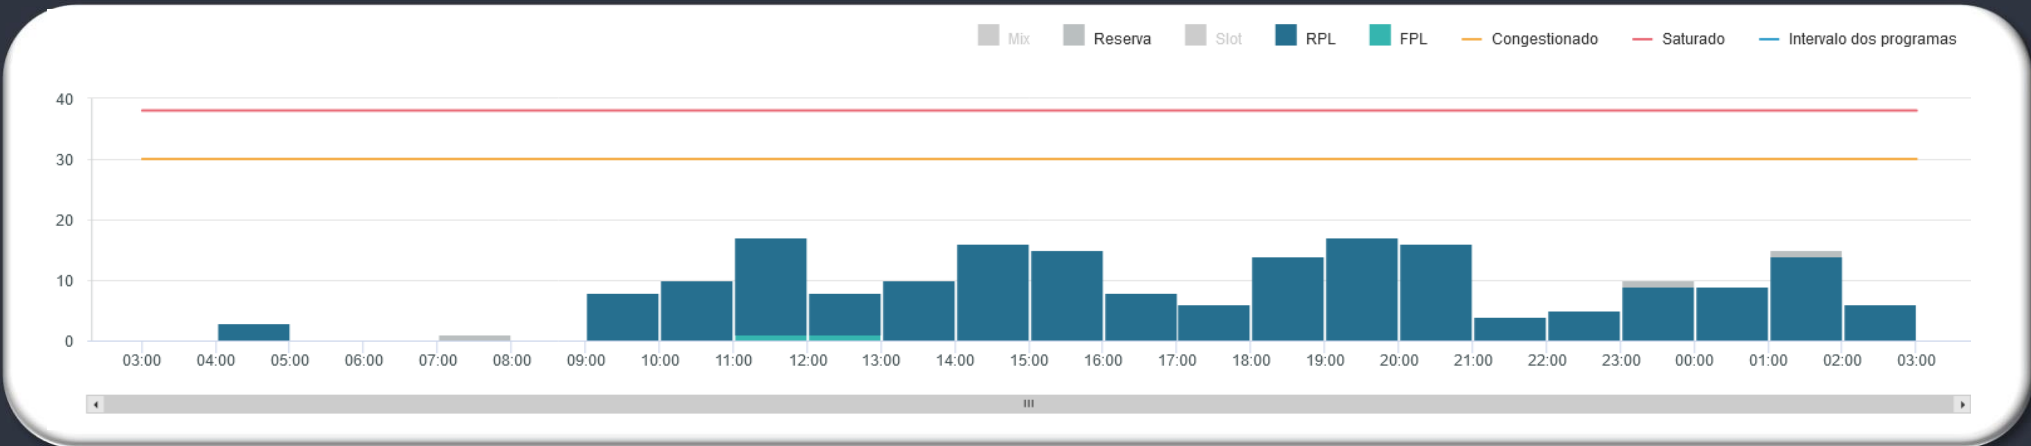 Mix Reserva Slot RPL FPL Congestionado Saturado Intervalo dos programas
40
30
20
10
0
03:00 04:00 05:00 06:00 07:00 08:00 09:00 10:00 11:00 12:00 13:00 14:00 15:00 16:00 17:00 18:00 19:00 20:00 21:00 22:00 23:00 00:00 01:00 02:00 03:00